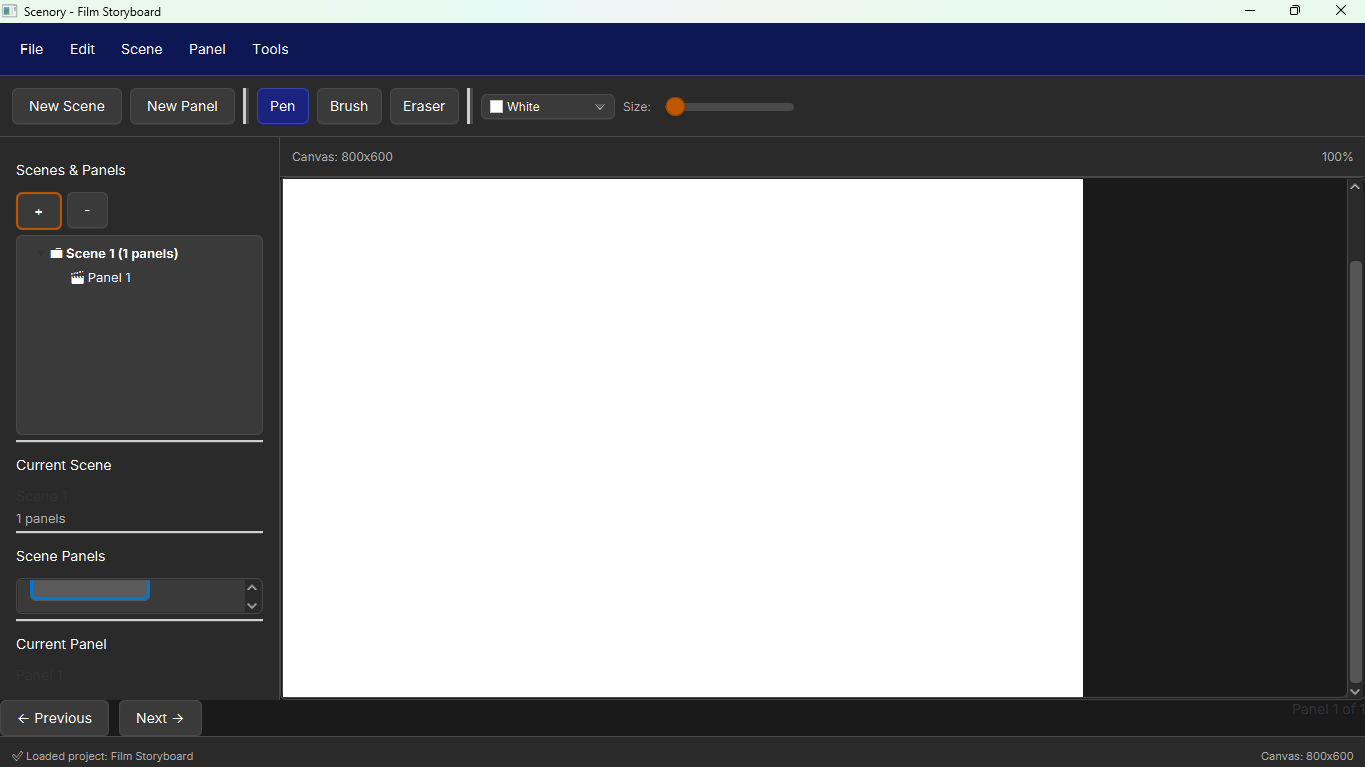 Scenory - Film Storyboard
File Edit Scene Panel Tools
New Scene New Panel Pen Brush Eraser White Size:
Canvas: 800x600 100%
Scenes & Panels
+ -
Scene 1 (1 panels)
Panel 1
Current Scene
Scene 1
1 panels
Scene Panels
Current Panel
Panel 1
← Previous Next →
Panel 1 of 1
✓ Loaded project: Film Storyboard Canvas: 800x600